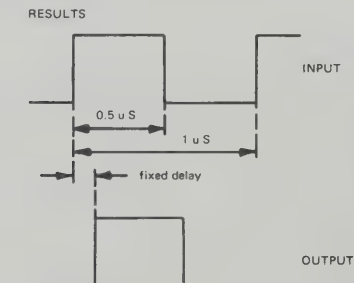 RESULTS
INPUT
0.5 u S
1 u S
fixed delay
OUTPUT